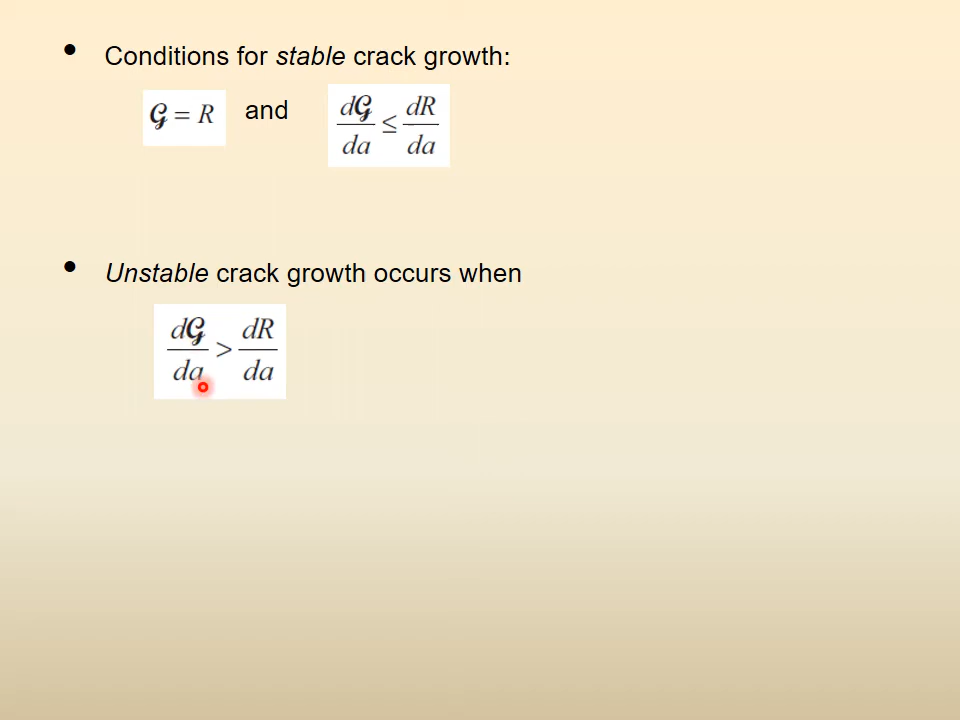 • Conditions for stable crack growth:
𝒢 = R and d𝒢/da ≤ dR/da
• Unstable crack growth occurs when
d𝒢/da > dR/da